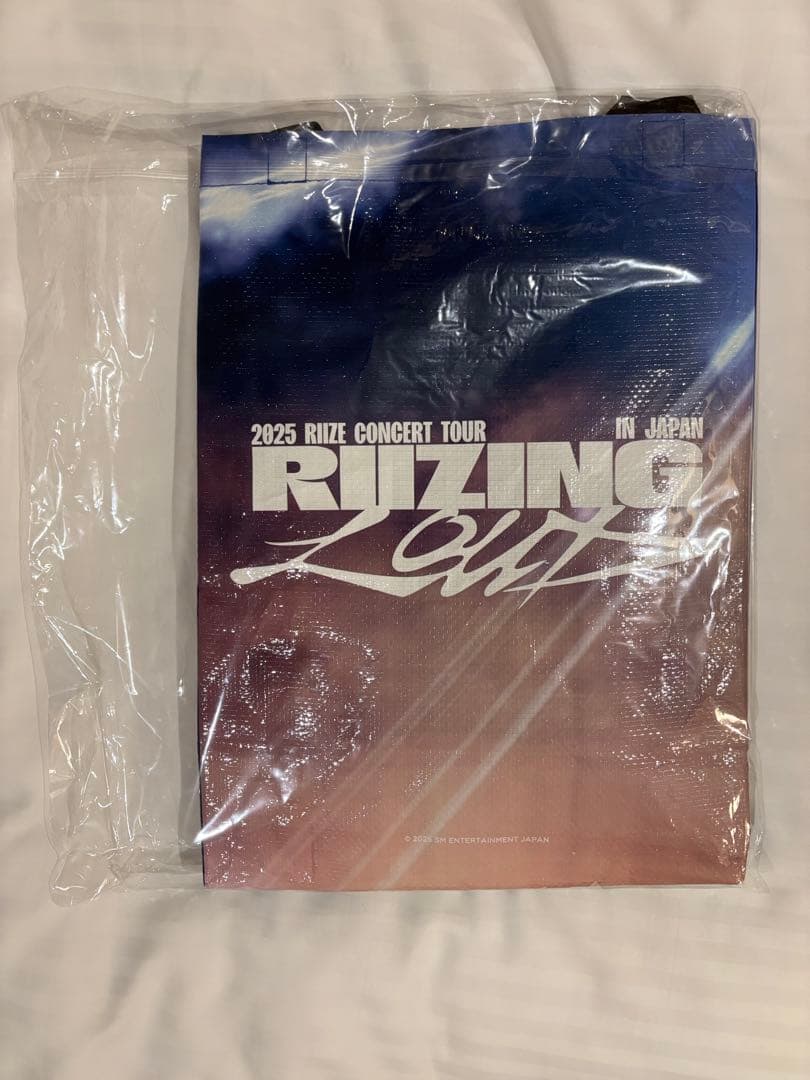 2025 RIIZE CONCERT TOUR IN JAPAN
RIIZING
LOUD
© 2025 SM ENTERTAINMENT JAPAN